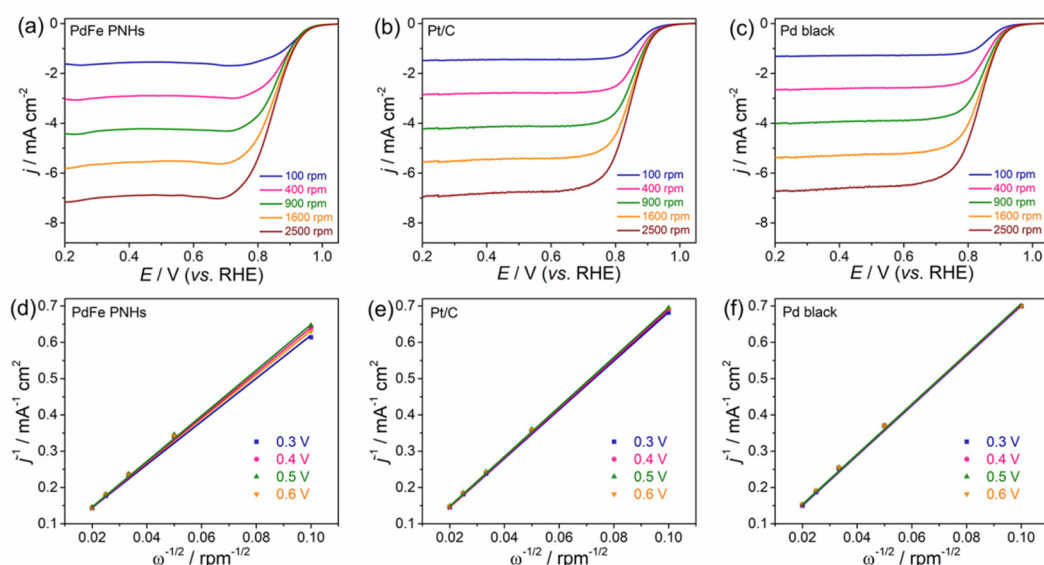 (a) PdFe PNHs
j / mA cm-2
0
-2
-4
-6
-8
100 rpm
400 rpm
900 rpm
1600 rpm
2500 rpm
0.2 0.4 0.6 0.8 1.0
E / V (vs. RHE)
(b) Pt/C
j / mA cm-2
0
-2
-4
-6
-8
100 rpm
400 rpm
900 rpm
1600 rpm
2500 rpm
0.2 0.4 0.6 0.8 1.0
E / V (vs. RHE)
(c) Pd black
j / mA cm-2
0
-2
-4
-6
-8
100 rpm
400 rpm
900 rpm
1600 rpm
2500 rpm
0.2 0.4 0.6 0.8 1.0
E / V (vs. RHE)
(d) PdFe PNHs
j-1 / mA-1 cm2
0.7
0.6
0.5
0.4
0.3
0.2
0.1
0.3 V
0.4 V
0.5 V
0.6 V
0.02 0.04 0.06 0.08 0.10
ω-1/2 / rpm-1/2
(e) Pt/C
j-1 / mA-1 cm2
0.7
0.6
0.5
0.4
0.3
0.2
0.1
0.3 V
0.4 V
0.5 V
0.6 V
0.02 0.04 0.06 0.08 0.10
ω-1/2 / rpm-1/2
(f) Pd black
j-1 / mA-1 cm2
0.7
0.6
0.5
0.4
0.3
0.2
0.1
0.3 V
0.4 V
0.5 V
0.6 V
0.02 0.04 0.06 0.08 0.10
ω-1/2 / rpm-1/2